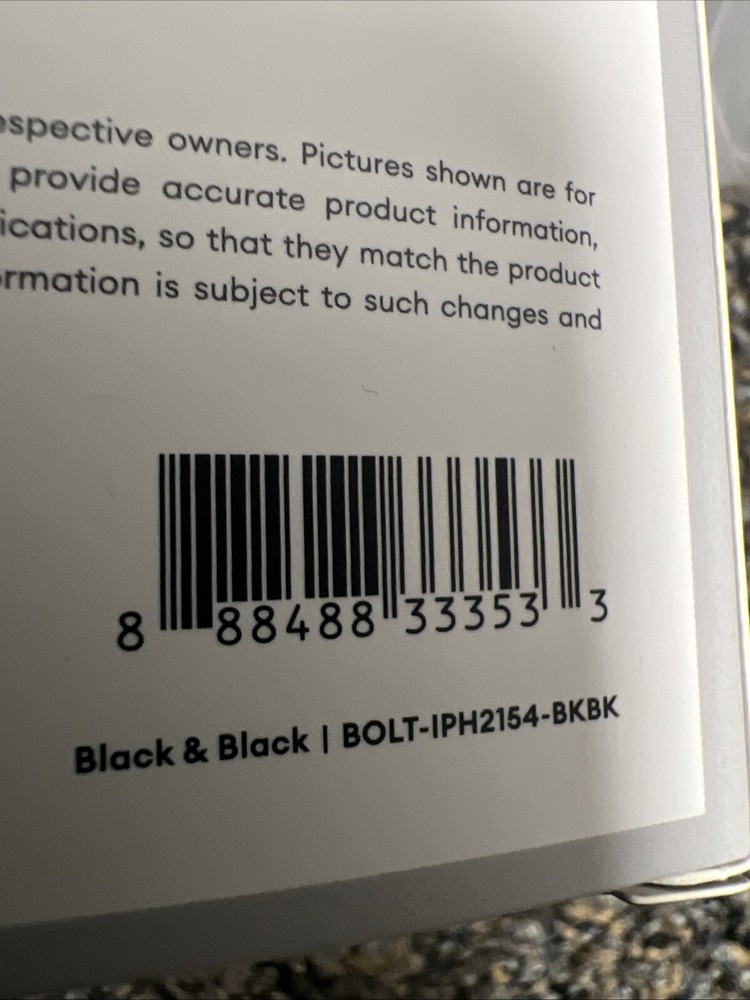 espective owners. Pictures shown are for
provide accurate product information,
ications, so that they match the product
ormation is subject to such changes and
8 88488 33353 3
Black & Black | BOLT-IPH2154-BKBK